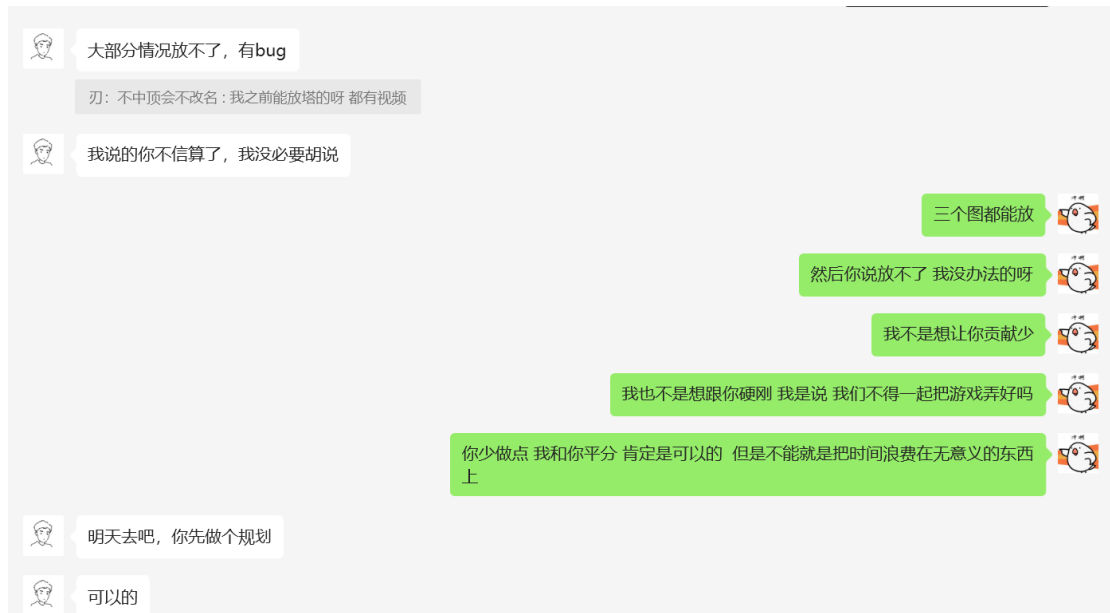 大部分情况放不了，有bug
刃：不中顶会不改名 : 我之前能放塔的呀 都有视频
我说的你不信算了，我没必要胡说
三个图都能放
然后你说放不了 我没办法的呀
我不是想让你贡献少
我也不是想跟你硬刚 我是说 我们不得一起把游戏弄好吗
你少做点 我和你平分 肯定是可以的  但是不能就是把时间浪费在无意义的东西
上
明天去吧，你先做个规划
可以的